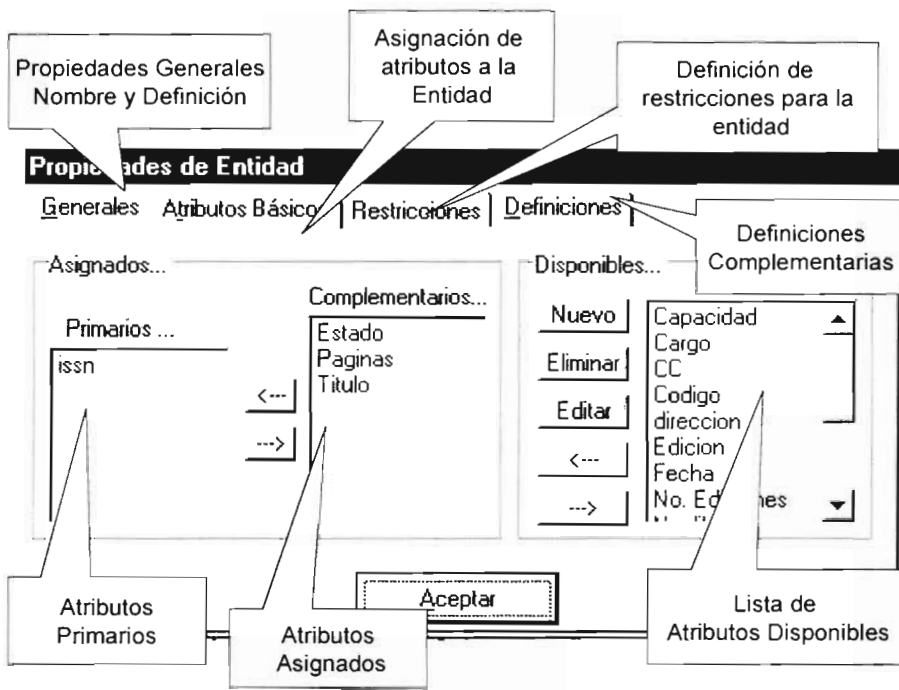 Propiedades Generales
Nombre y Definición
Asignación de
atributos a la
Entidad
Definición de
restricciones para la
entidad
Propiedades de Entidad
Generales
Atributos Básico
Restricciones
Definiciones
Definiciones
Complementarias
Asignados...
Primarios ...
issn
<---
--->
Complementarios...
Estado
Paginas
Titulo
Disponibles...
Nuevo
Eliminar
Editar
<---
--->
Capacidad
Cargo
CC
Codigo
direccion
Edicion
Fecha
No.
Aceptar
Atributos
Primarios
Atributos
Asignados
Lista de
Atributos Disponibles